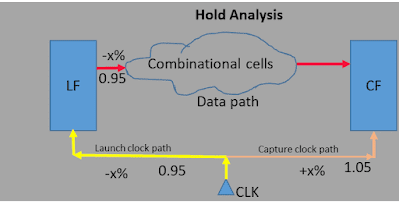 Hold Analysis
-x%
0.95
Combinational cells
LF
CF
Data path
Launch clock path
Capture clock path
-x%
0.95
+x%
1.05
CLK